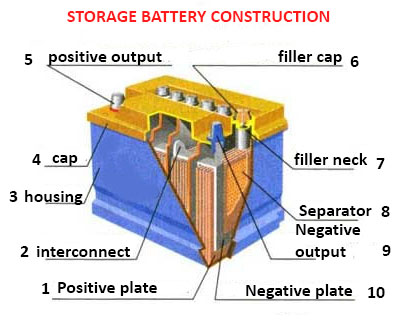 STORAGE BATTERY CONSTRUCTION
5 positive output
filler cap 6
4 cap
filler neck 7
3 housing
Separator 8
Negative
output 9
2 interconnect
1 Positive plate
Negative plate 10